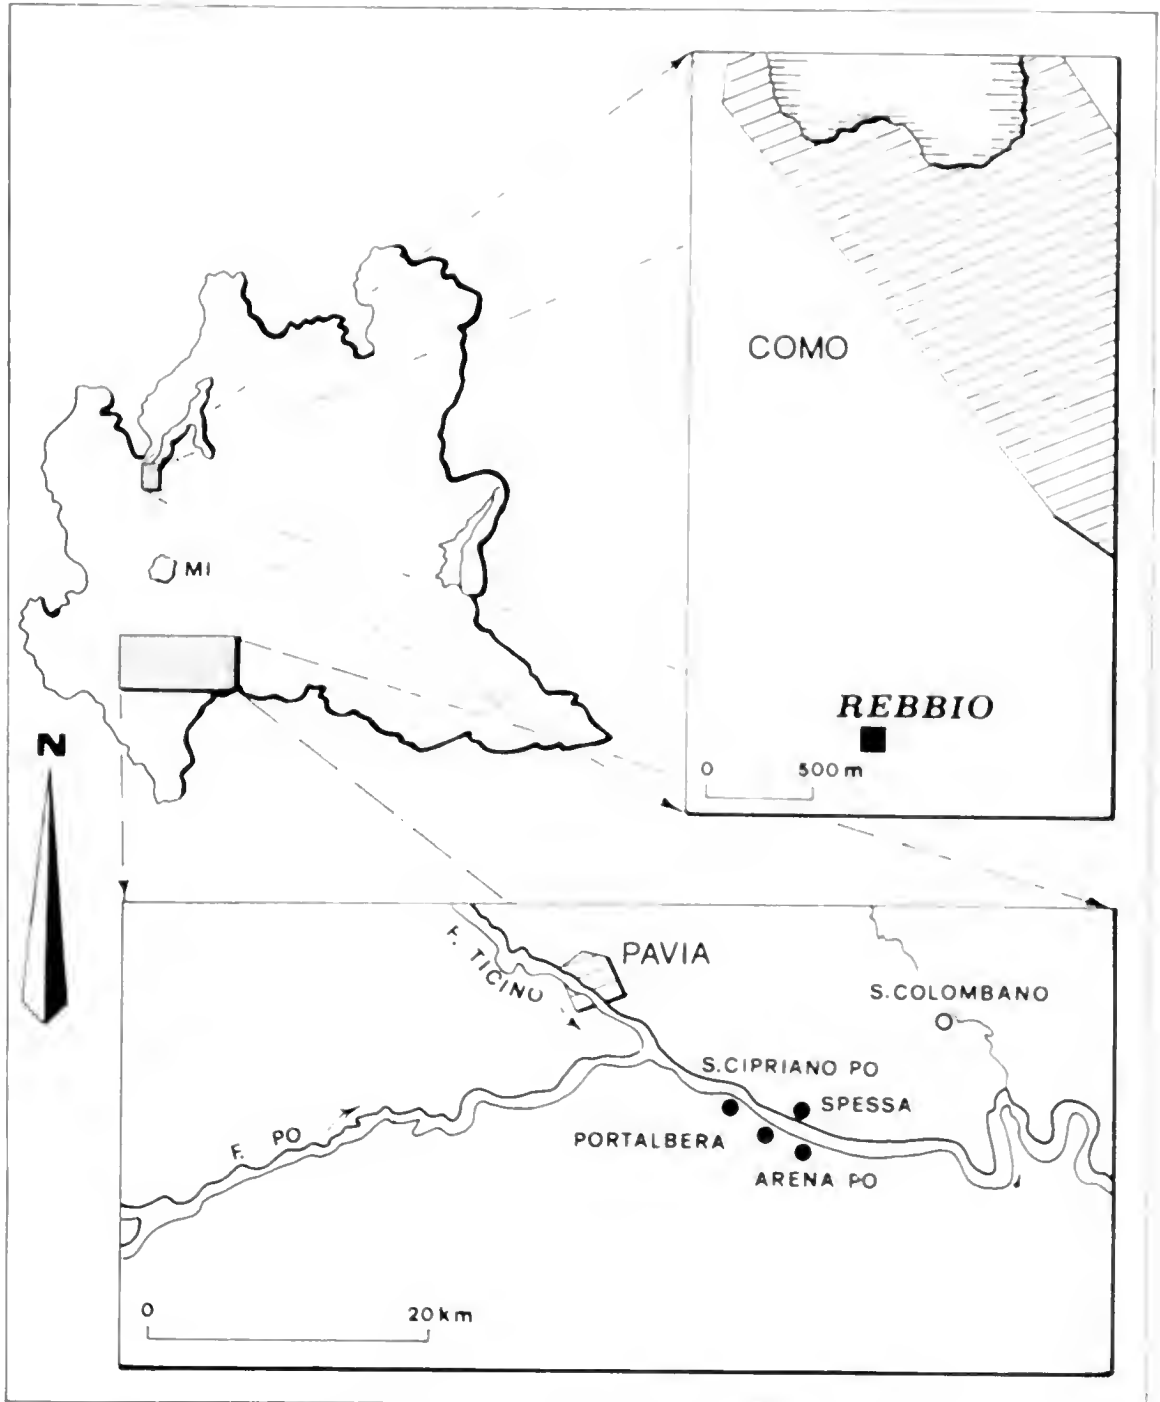 COMO
MI
REBBIO
0 500 m
N
F. TICINO
PAVIA
S.COLOMBANO
S.CIPRIANO PO
SPESSA
F. PO
PORTALBERA
ARENA PO
0 20 km